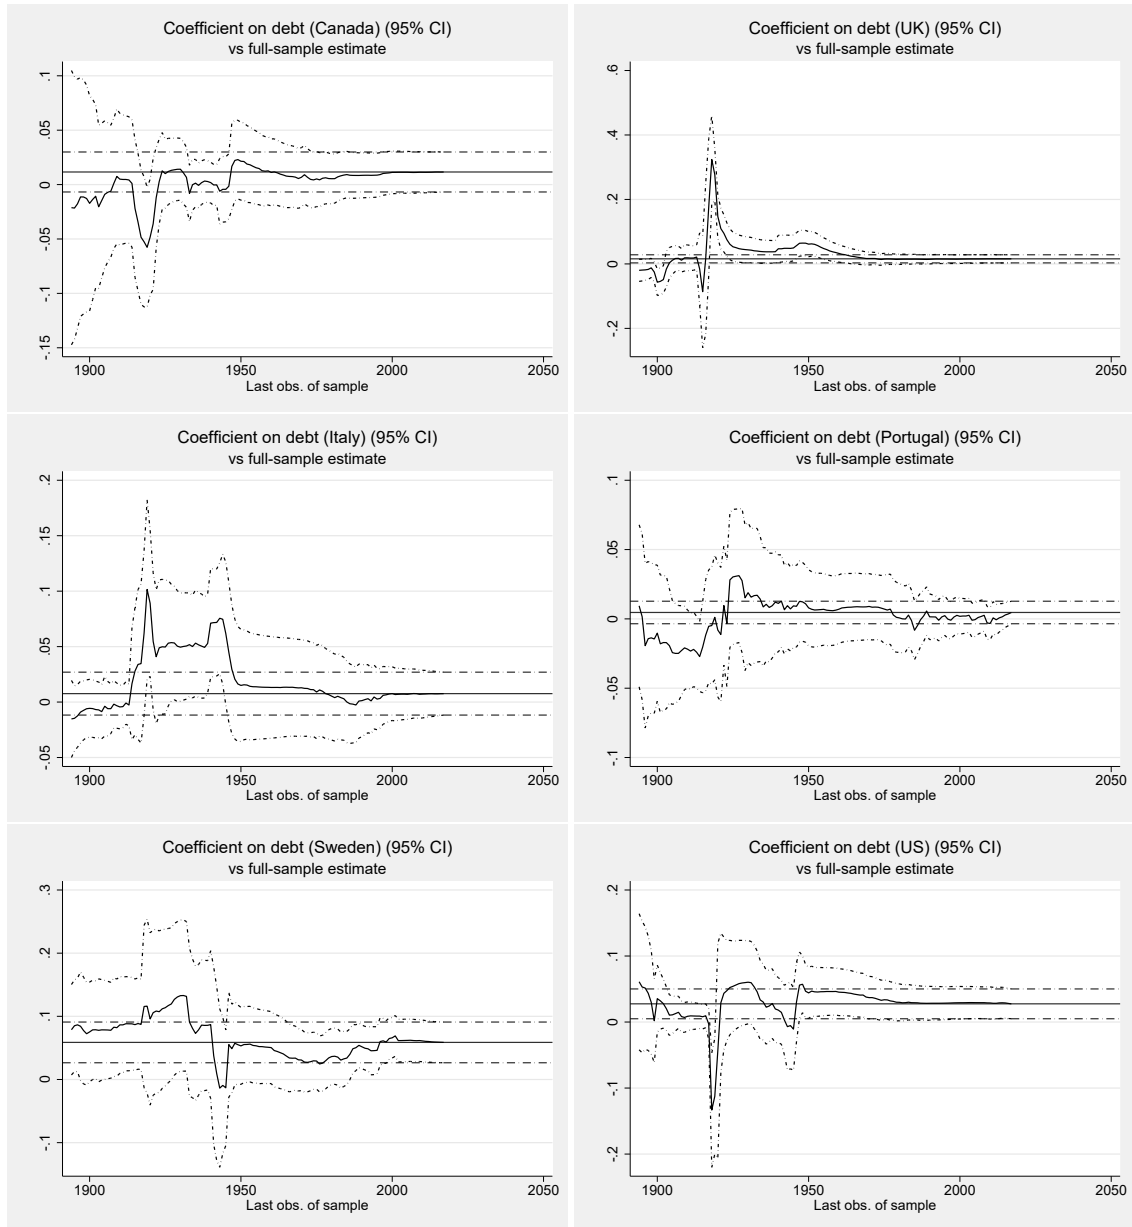 Coefficient on debt (Canada) (95% CI)
vs full-sample estimate
.1
.05
0
-.05
-.1
-.15
1900 1950 2000 2050
Last obs. of sample
Coefficient on debt (UK) (95% CI)
vs full-sample estimate
.6
.4
.2
0
-.2
1900 1950 2000 2050
Last obs. of sample
Coefficient on debt (Italy) (95% CI)
vs full-sample estimate
.2
.15
.1
.05
0
-.05
1900 1950 2000 2050
Last obs. of sample
Coefficient on debt (Portugal) (95% CI)
vs full-sample estimate
.1
.05
0
-.05
-.1
1900 1950 2000 2050
Last obs. of sample
Coefficient on debt (Sweden) (95% CI)
vs full-sample estimate
.3
.2
.1
0
-.1
1900 1950 2000 2050
Last obs. of sample
Coefficient on debt (US) (95% CI)
vs full-sample estimate
.2
.1
0
-.1
-.2
1900 1950 2000 2050
Last obs. of sample